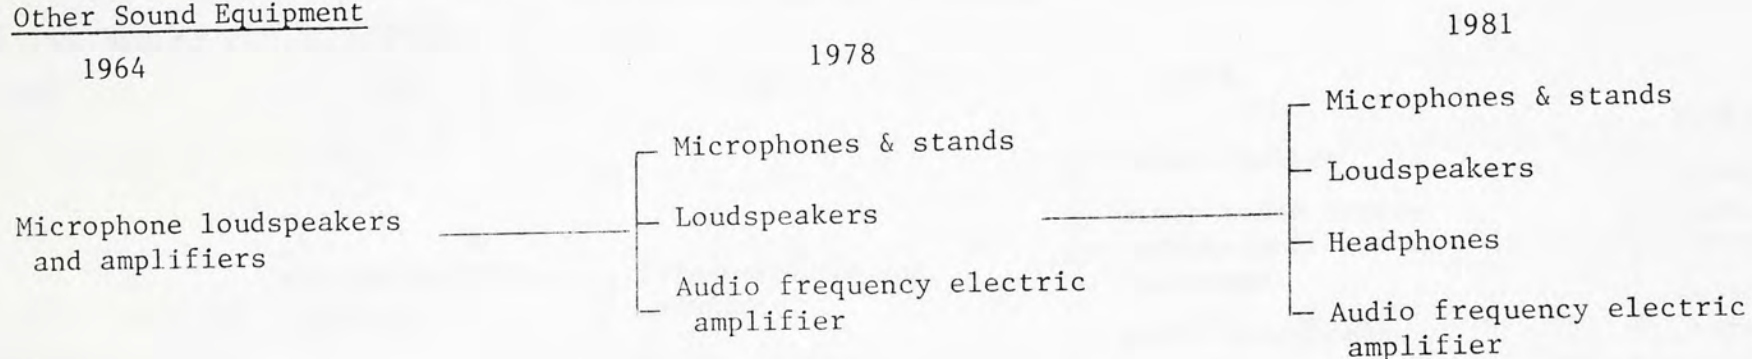 Other Sound Equipment
1964
1978
1981
Microphone loudspeakers
and amplifiers
Microphones & stands
Loudspeakers
Audio frequency electric
amplifier
Microphones & stands
Loudspeakers
Headphones
Audio frequency electric
amplifier